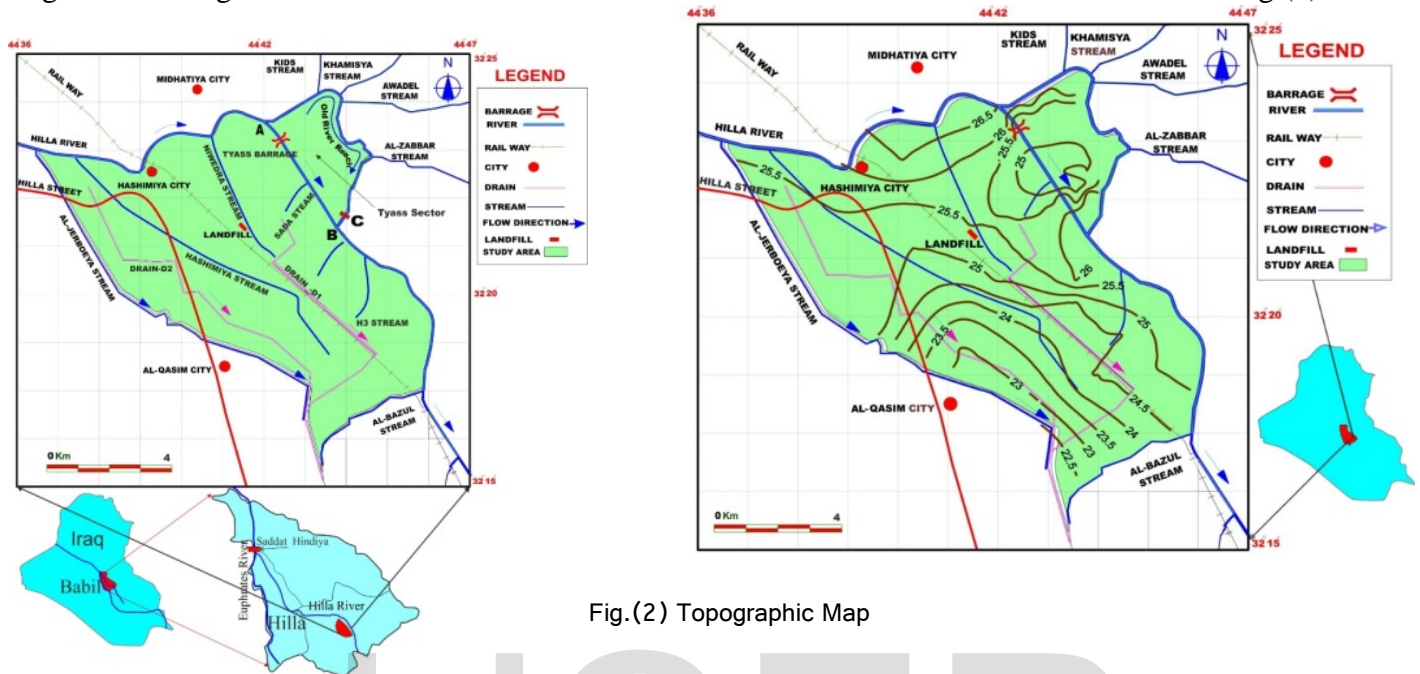 44 36
44 42
44 47
32 25
32 20
32 15
RAIL WAY
MIDHATIYA CITY
KIDS
STREAM
KHAMISYA
STREAM
N
AWADEL
STREAM
A
TYASS BARRAGE
Old River Reach
AL-ZABBAR
STREAM
HILLA RIVER
HASHIMIYA CITY
NIWEDRA STREAM
HILLA STREET
SADA STEAM
C
Tyass Sector
B
LANDFILL
AL-JERBOEYA STREAM
HASHIMIYA STREAM
DRAIN-D2
DRAIN -D1
H3 STREAM
AL-QASIM CITY
AL-BAZUL
STREAM
0 Km 4
LEGEND
BARRAGE
RIVER
RAIL WAY
CITY
DRAIN
STREAM
FLOW DIRECTION
LANDFILL
STUDY AREA
Iraq
Babil
Saddat Hindiya
Euphrates River
Hilla River
Hilla
44 36
44 42
44 47
32 25
32 20
32 15
RAIL WAY
MIDHATIYA CITY
KIDS
STREAM
KHAMISYA
STREAM
N
AWADEL
STREAM
26.5
26
25.5
25
AL-ZABBAR
STREAM
HILLA RIVER
25.5
HASHIMIYA CITY
HILLA STREET
25.5
LANDFILL
AL-JERBOEYA STREAM
25
26
25.5
24
25
23.5
23
24.5
24
23.5
23
22.5
AL-QASIM CITY
AL-BAZUL
STREAM
0 Km 4
LEGEND
BARRAGE
RIVER
RAIL WAY
CITY
DRAIN
STREAM
FLOW DIRECTION
LANDFILL
STUDY AREA
Fig.(2) Topographic Map